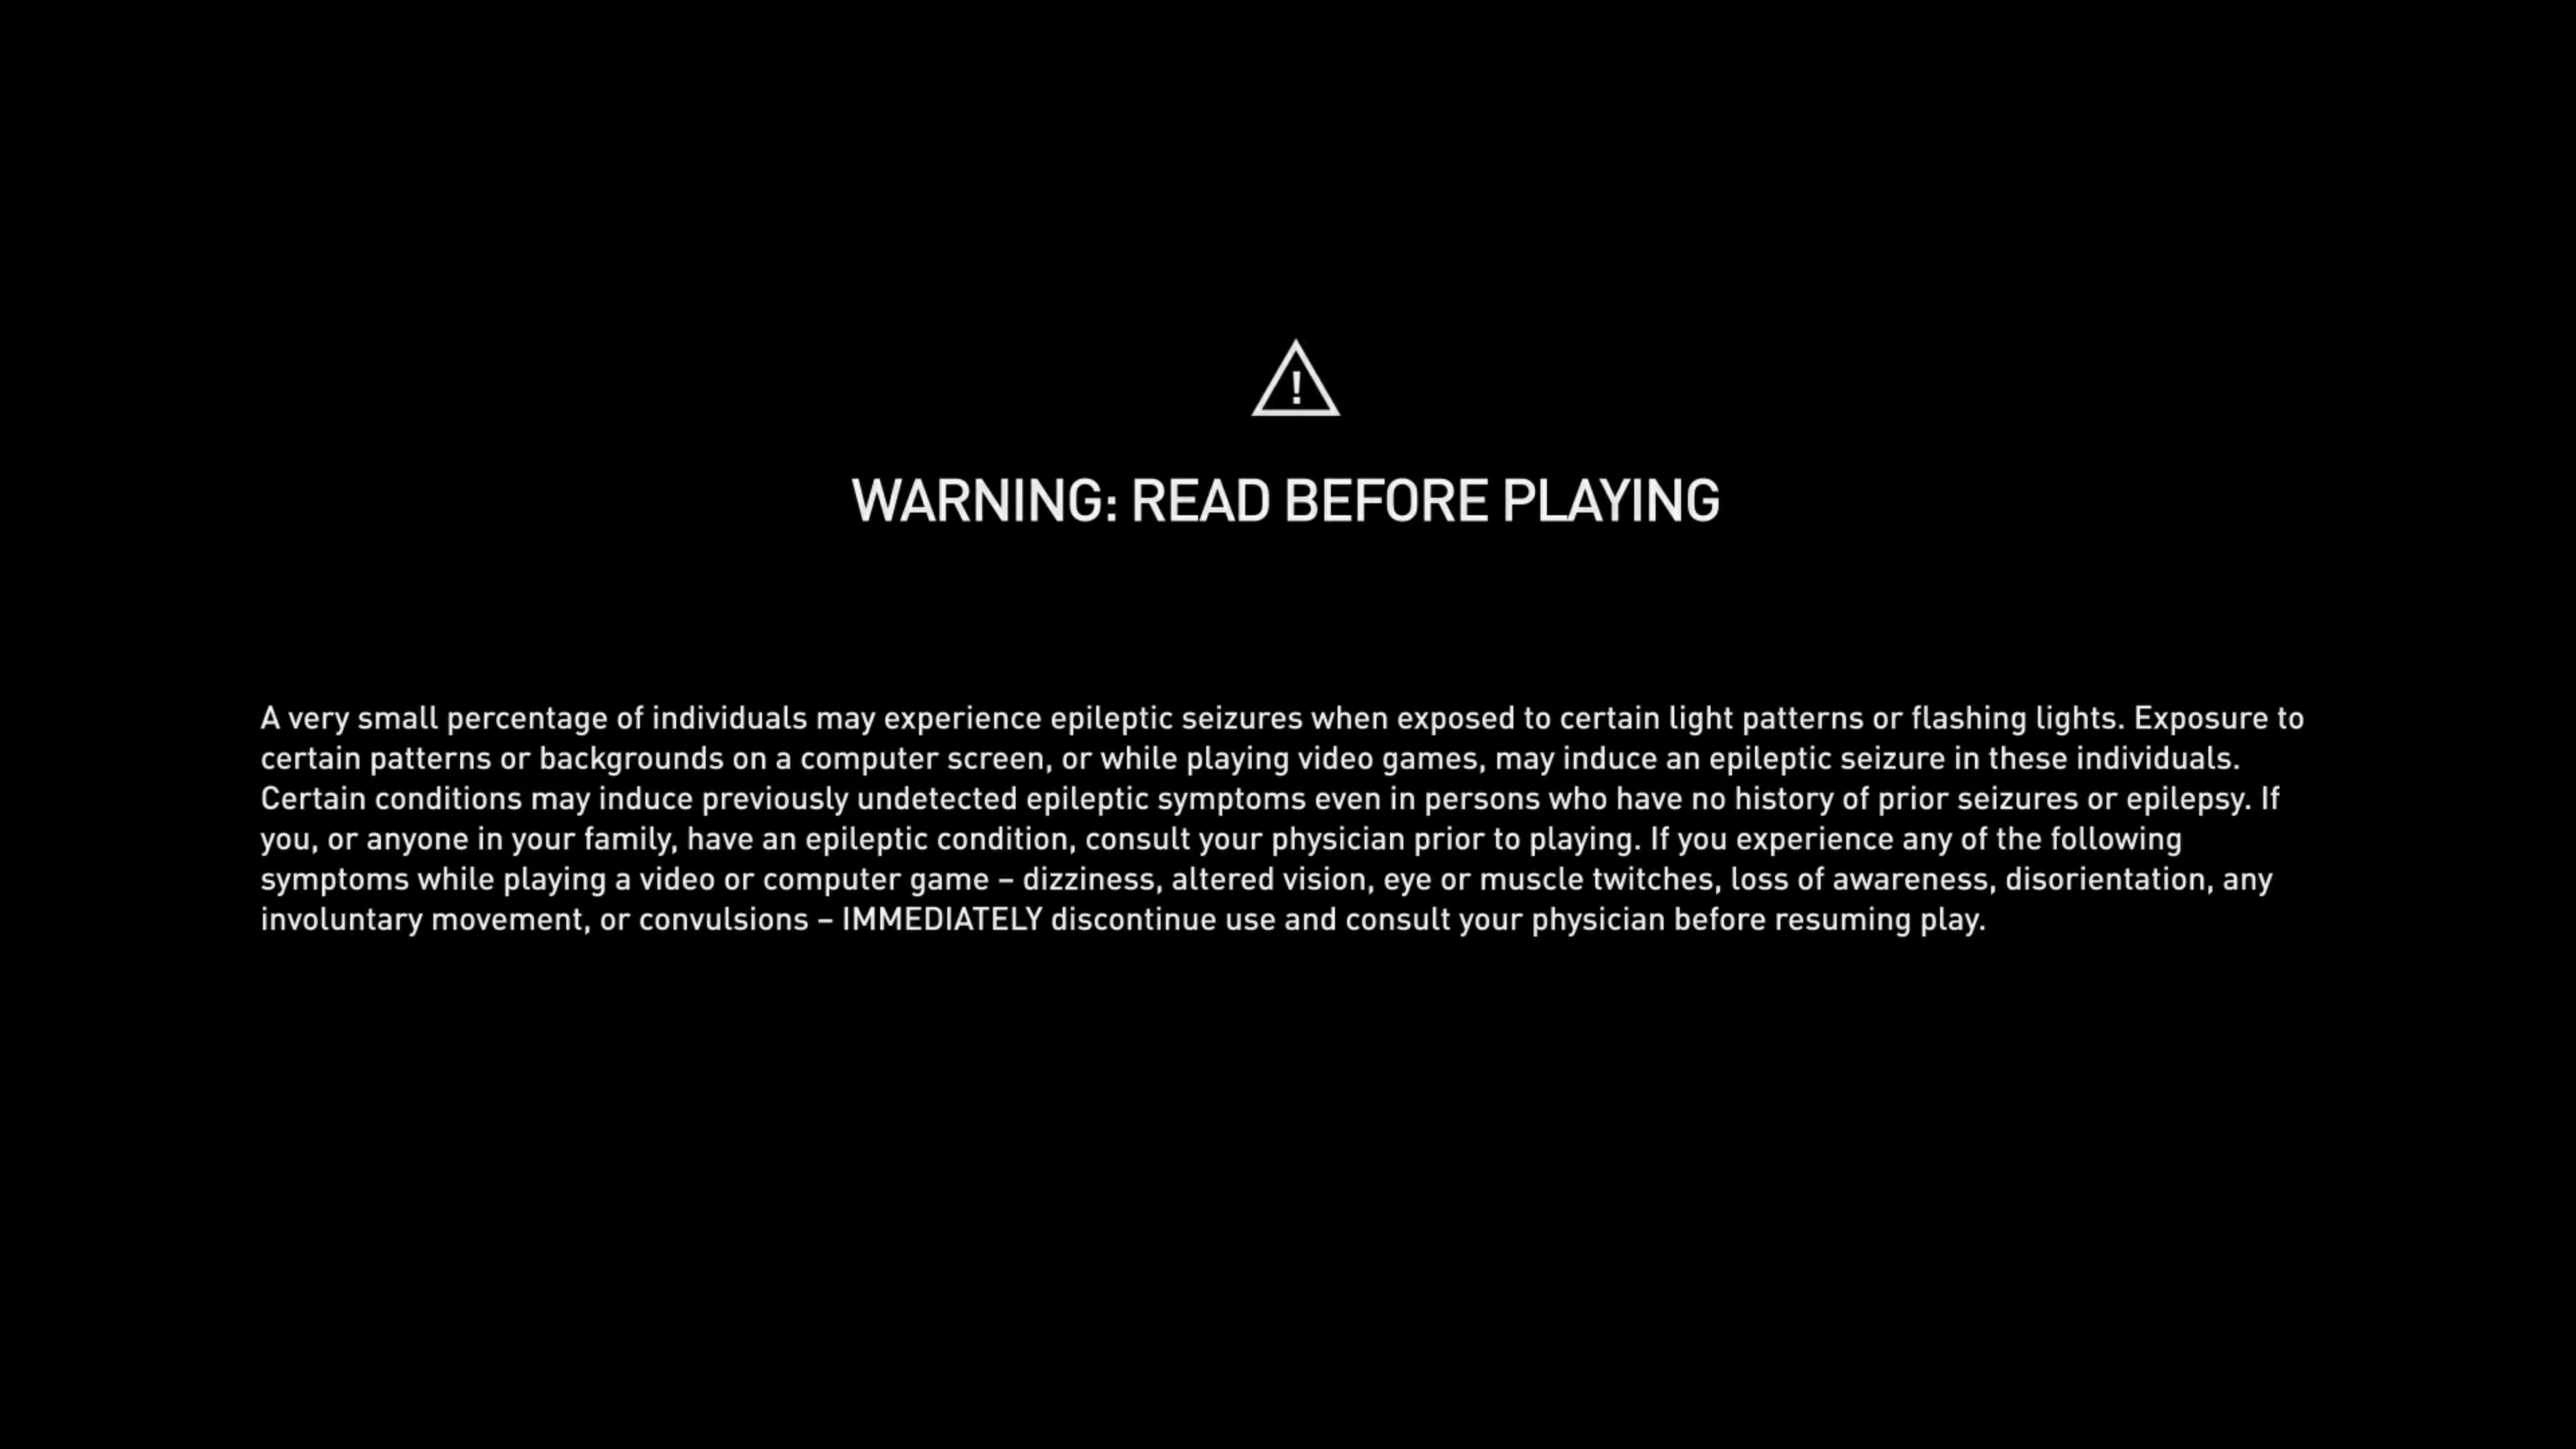 !
WARNING: READ BEFORE PLAYING
A very small percentage of individuals may experience epileptic seizures when exposed to certain light patterns or flashing lights. Exposure to
certain patterns or backgrounds on a computer screen, or while playing video games, may induce an epileptic seizure in these individuals.
Certain conditions may induce previously undetected epileptic symptoms even in persons who have no history of prior seizures or epilepsy. If
you, or anyone in your family, have an epileptic condition, consult your physician prior to playing. If you experience any of the following
symptoms while playing a video or computer game – dizziness, altered vision, eye or muscle twitches, loss of awareness, disorientation, any
involuntary movement, or convulsions – IMMEDIATELY discontinue use and consult your physician before resuming play.